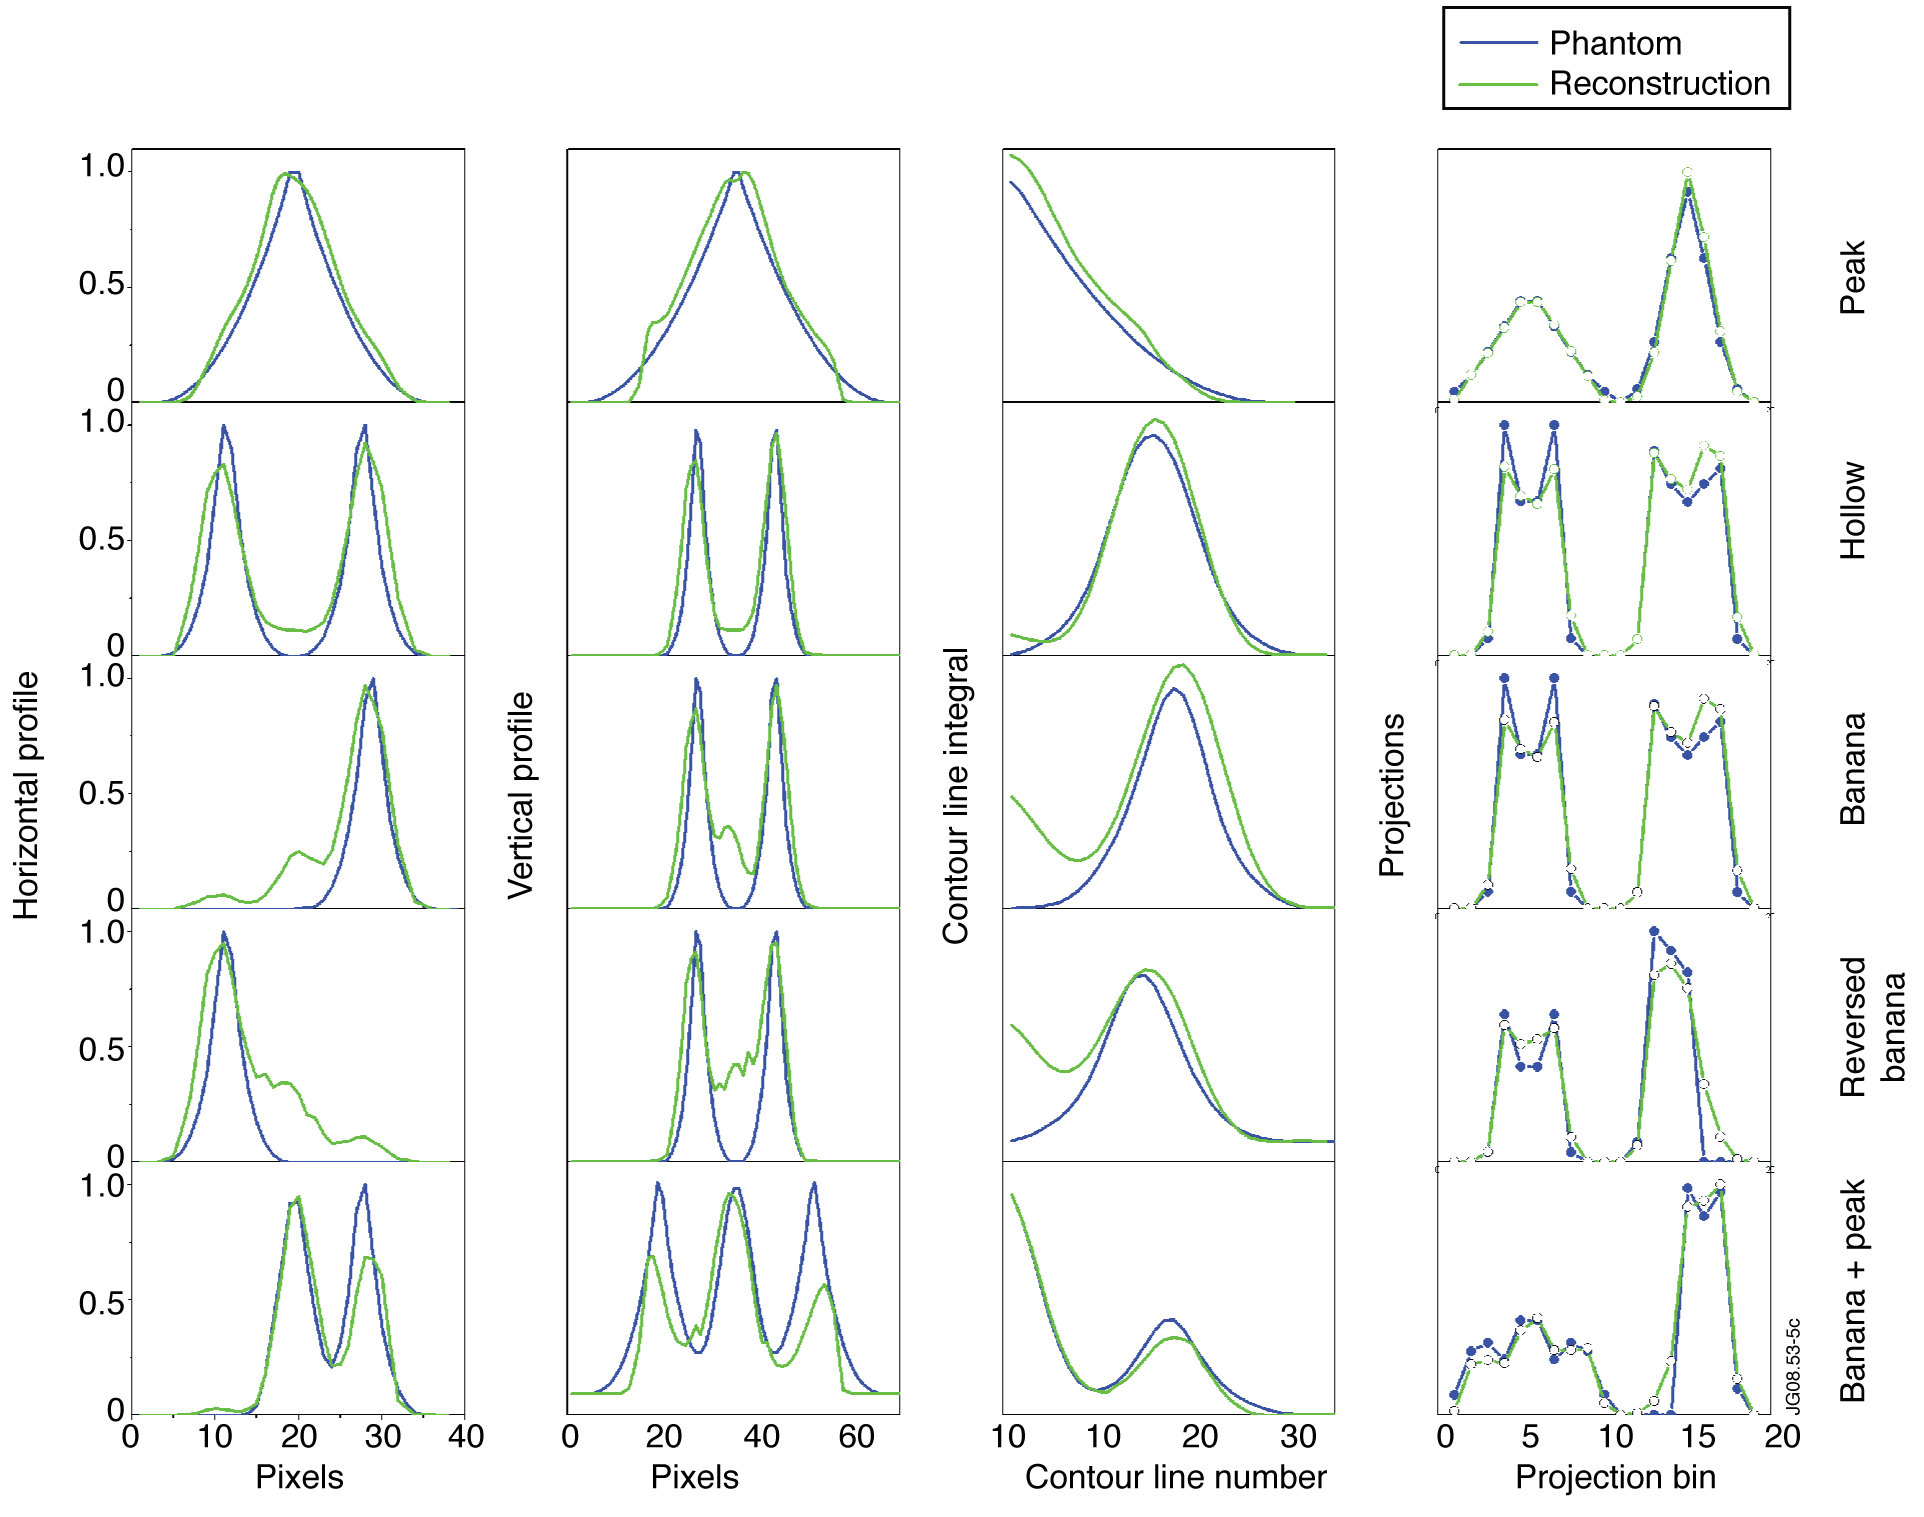 Phantom
Reconstruction
1.0
0.5
0
Peak
1.0
0.5
0
Hollow
1.0
0.5
0
Banana
1.0
0.5
0
Reversed
banana
1.0
0.5
0
Banana + peak
Horizontal profile
Vertical profile
Contour line integral
Projections
JG08.53-5c
0 10 20 30 40
0 20 40 60
10 10 20 30
0 5 10 15 20
Pixels
Pixels
Contour line number
Projection bin